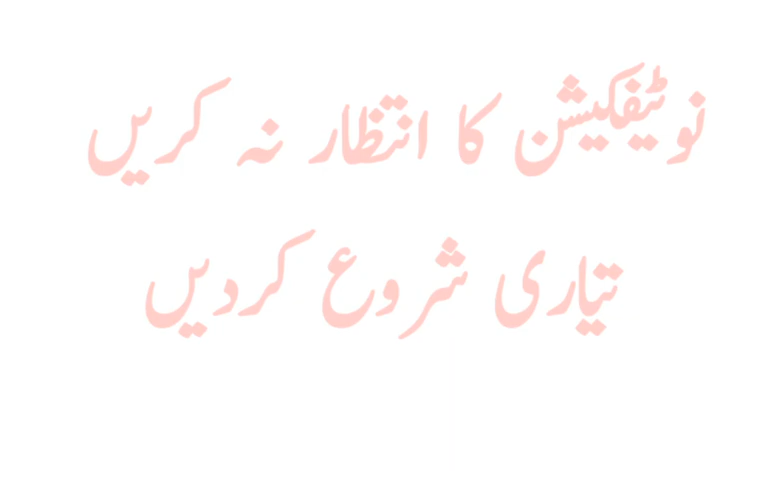 نوٹیفکیشن کا انتظار نہ کریں
تیاری شروع کردیں